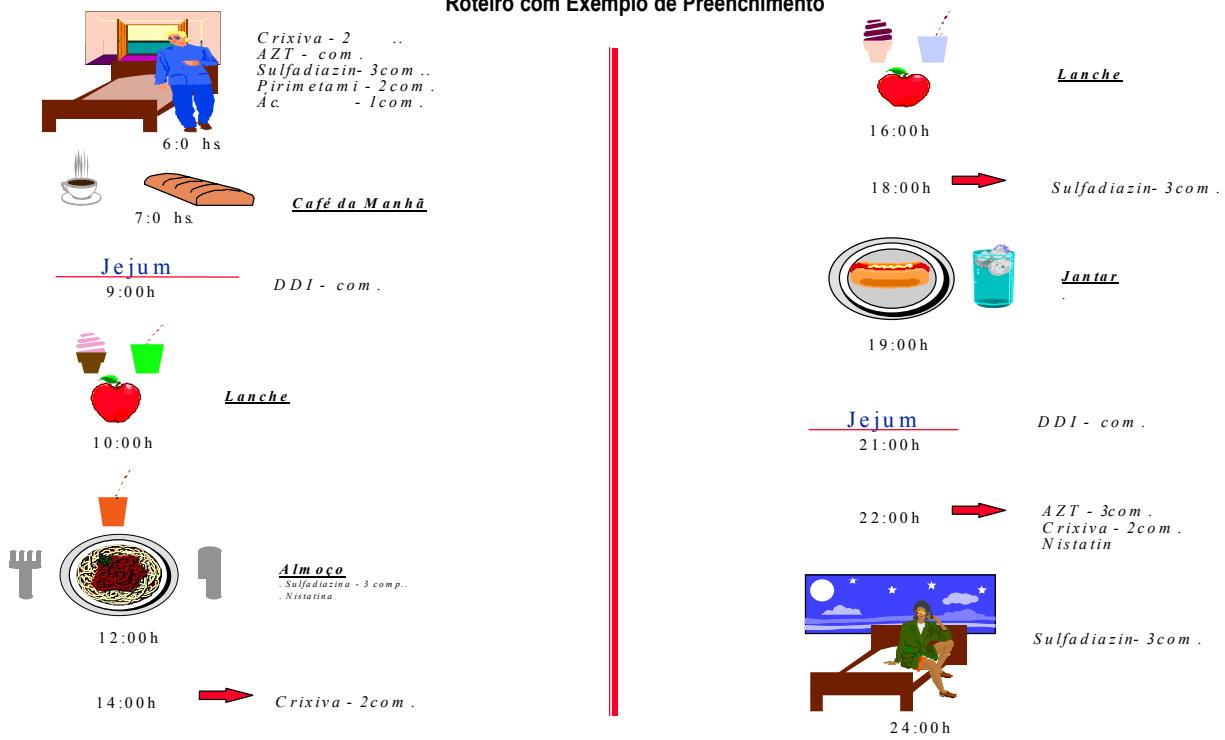 Roteiro com Exemplo de Preenchimento
Crixiva - 2 ..
AZT - com .
Sulfadiazin- 3com ..
Pirimetami - 2com .
Ác. - 1com .
6:0 hs.
Café da Manhã
7:0 hs.
Jejum
9:00h
DDI - com .
Lanche
10:00h
Almoço
. Sulfadiazina - 3 comp..
. Nistatina
12:00h
14:00h
Crixiva - 2com .
Lanche
16:00h
18:00h
Sulfadiazin- 3com .
Jantar
.
19:00h
Jejum
21:00h
DDI - com .
22:00h
AZT - 3com .
Crixiva - 2com .
Nistatin
Sulfadiazin- 3com .
24:00h